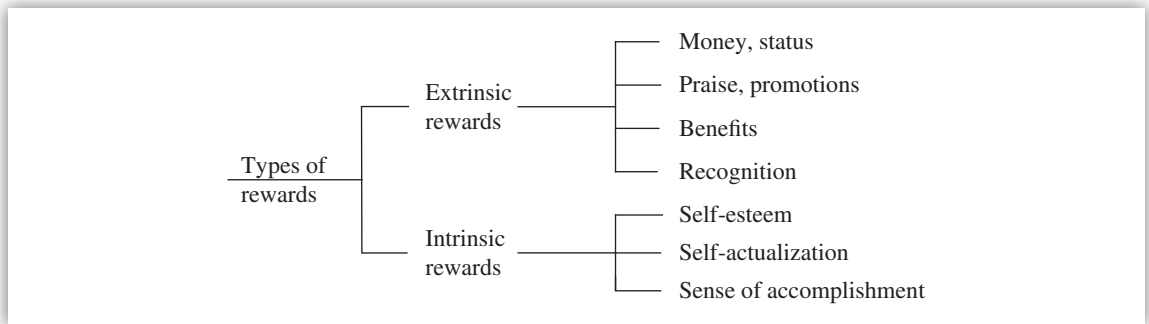 Types of
rewards
Extrinsic
rewards
Money, status
Praise, promotions
Benefits
Recognition
Intrinsic
rewards
Self-esteem
Self-actualization
Sense of accomplishment